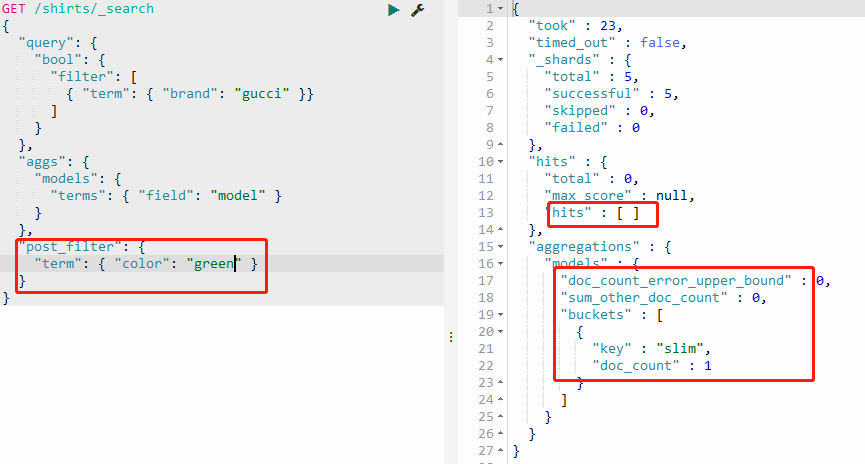 GET /shirts/_search
{
  "query": {
    "bool": {
      "filter": [
        { "term": { "brand": "gucci" }}
      ]
    }
  },
  "aggs": {
    "models": {
      "terms": { "field": "model" }
    }
  },
  "post_filter": {
    "term": { "color": "green" }
  }
}
1 {
2   "took" : 23,
3   "timed_out" : false,
4   "_shards" : {
5     "total" : 5,
6     "successful" : 5,
7     "skipped" : 0,
8     "failed" : 0
9   },
10   "hits" : {
11     "total" : 0,
12     "max_score" : null,
13     "hits" : [ ]
14   },
15   "aggregations" : {
16     "models" : {
17       "doc_count_error_upper_bound" : 0,
18       "sum_other_doc_count" : 0,
19       "buckets" : [
20         {
21           "key" : "slim",
22           "doc_count" : 1
23         }
24       ]
25     }
26   }
27 }